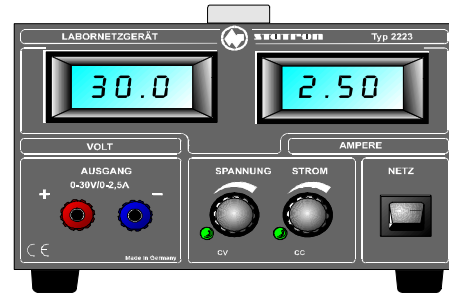 LABORNETZGERÄT STATRON Typ 2223
30.0 2.50
VOLT AMPERE
AUSGANG SPANNUNG STROM NETZ
0-30V/0-2,5A
+ –
CV CC
CE Made in Germany